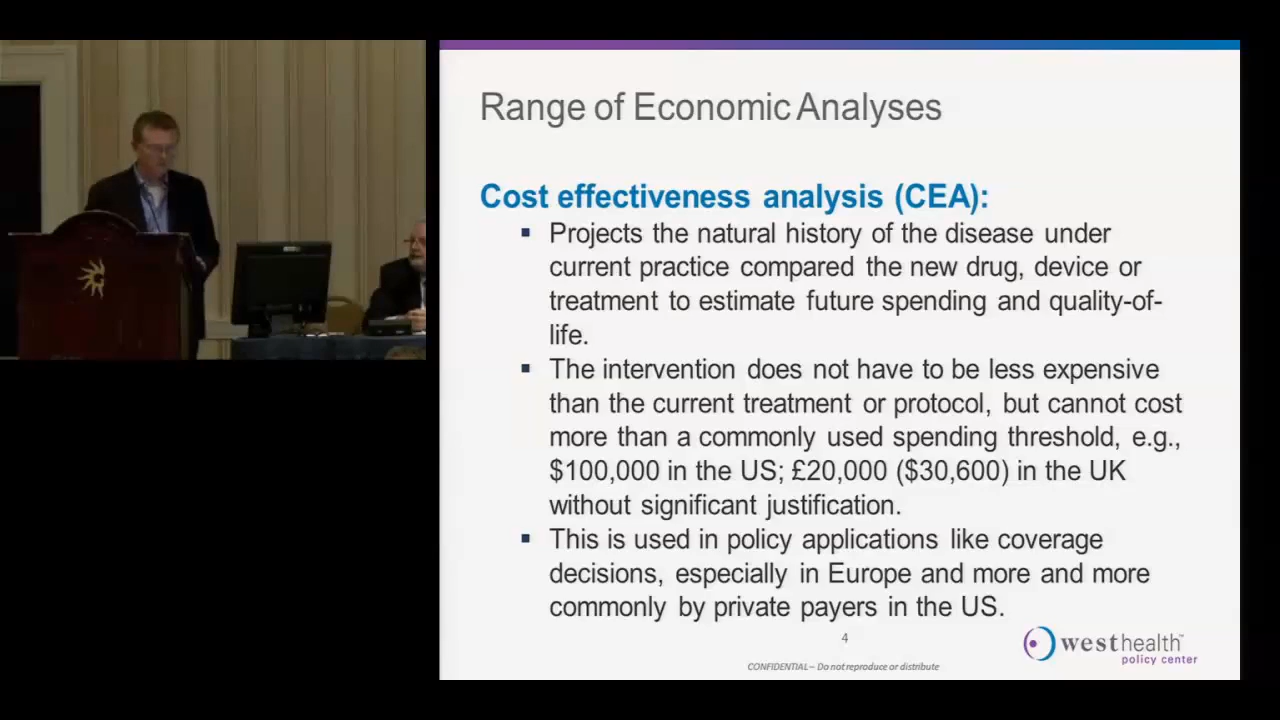 Range of Economic Analyses
Cost effectiveness analysis (CEA):
▪ Projects the natural history of the disease under
current practice compared the new drug, device or
treatment to estimate future spending and quality-of-
life.
▪ The intervention does not have to be less expensive
than the current treatment or protocol, but cannot cost
more than a commonly used spending threshold, e.g.,
$100,000 in the US; £20,000 ($30,600) in the UK
without significant justification.
▪ This is used in policy applications like coverage
decisions, especially in Europe and more and more
commonly by private payers in the US.
4
westhealth™
policy center
CONFIDENTIAL – Do not reproduce or distribute